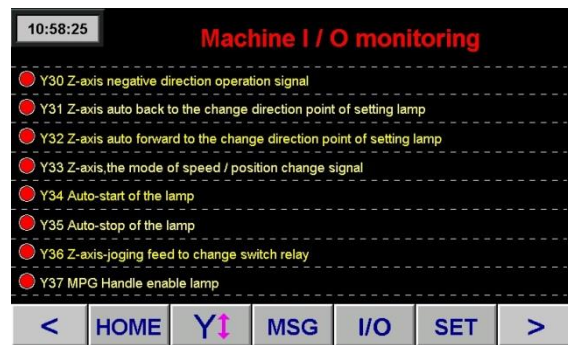 10:58:25
Machine I / O monitoring
Y30 Z-axis negative direction operation signal
Y31 Z-axis auto back to the change direction point of setting lamp
Y32 Z-axis auto forward to the change direction point of setting lamp
Y33 Z-axis,the mode of speed / position change signal
Y34 Auto-start of the lamp
Y35 Auto-stop of the lamp
Y36 Z-axis-joging feed to change switch relay
Y37 MPG Handle enable lamp
< HOME Y MSG I/O SET >